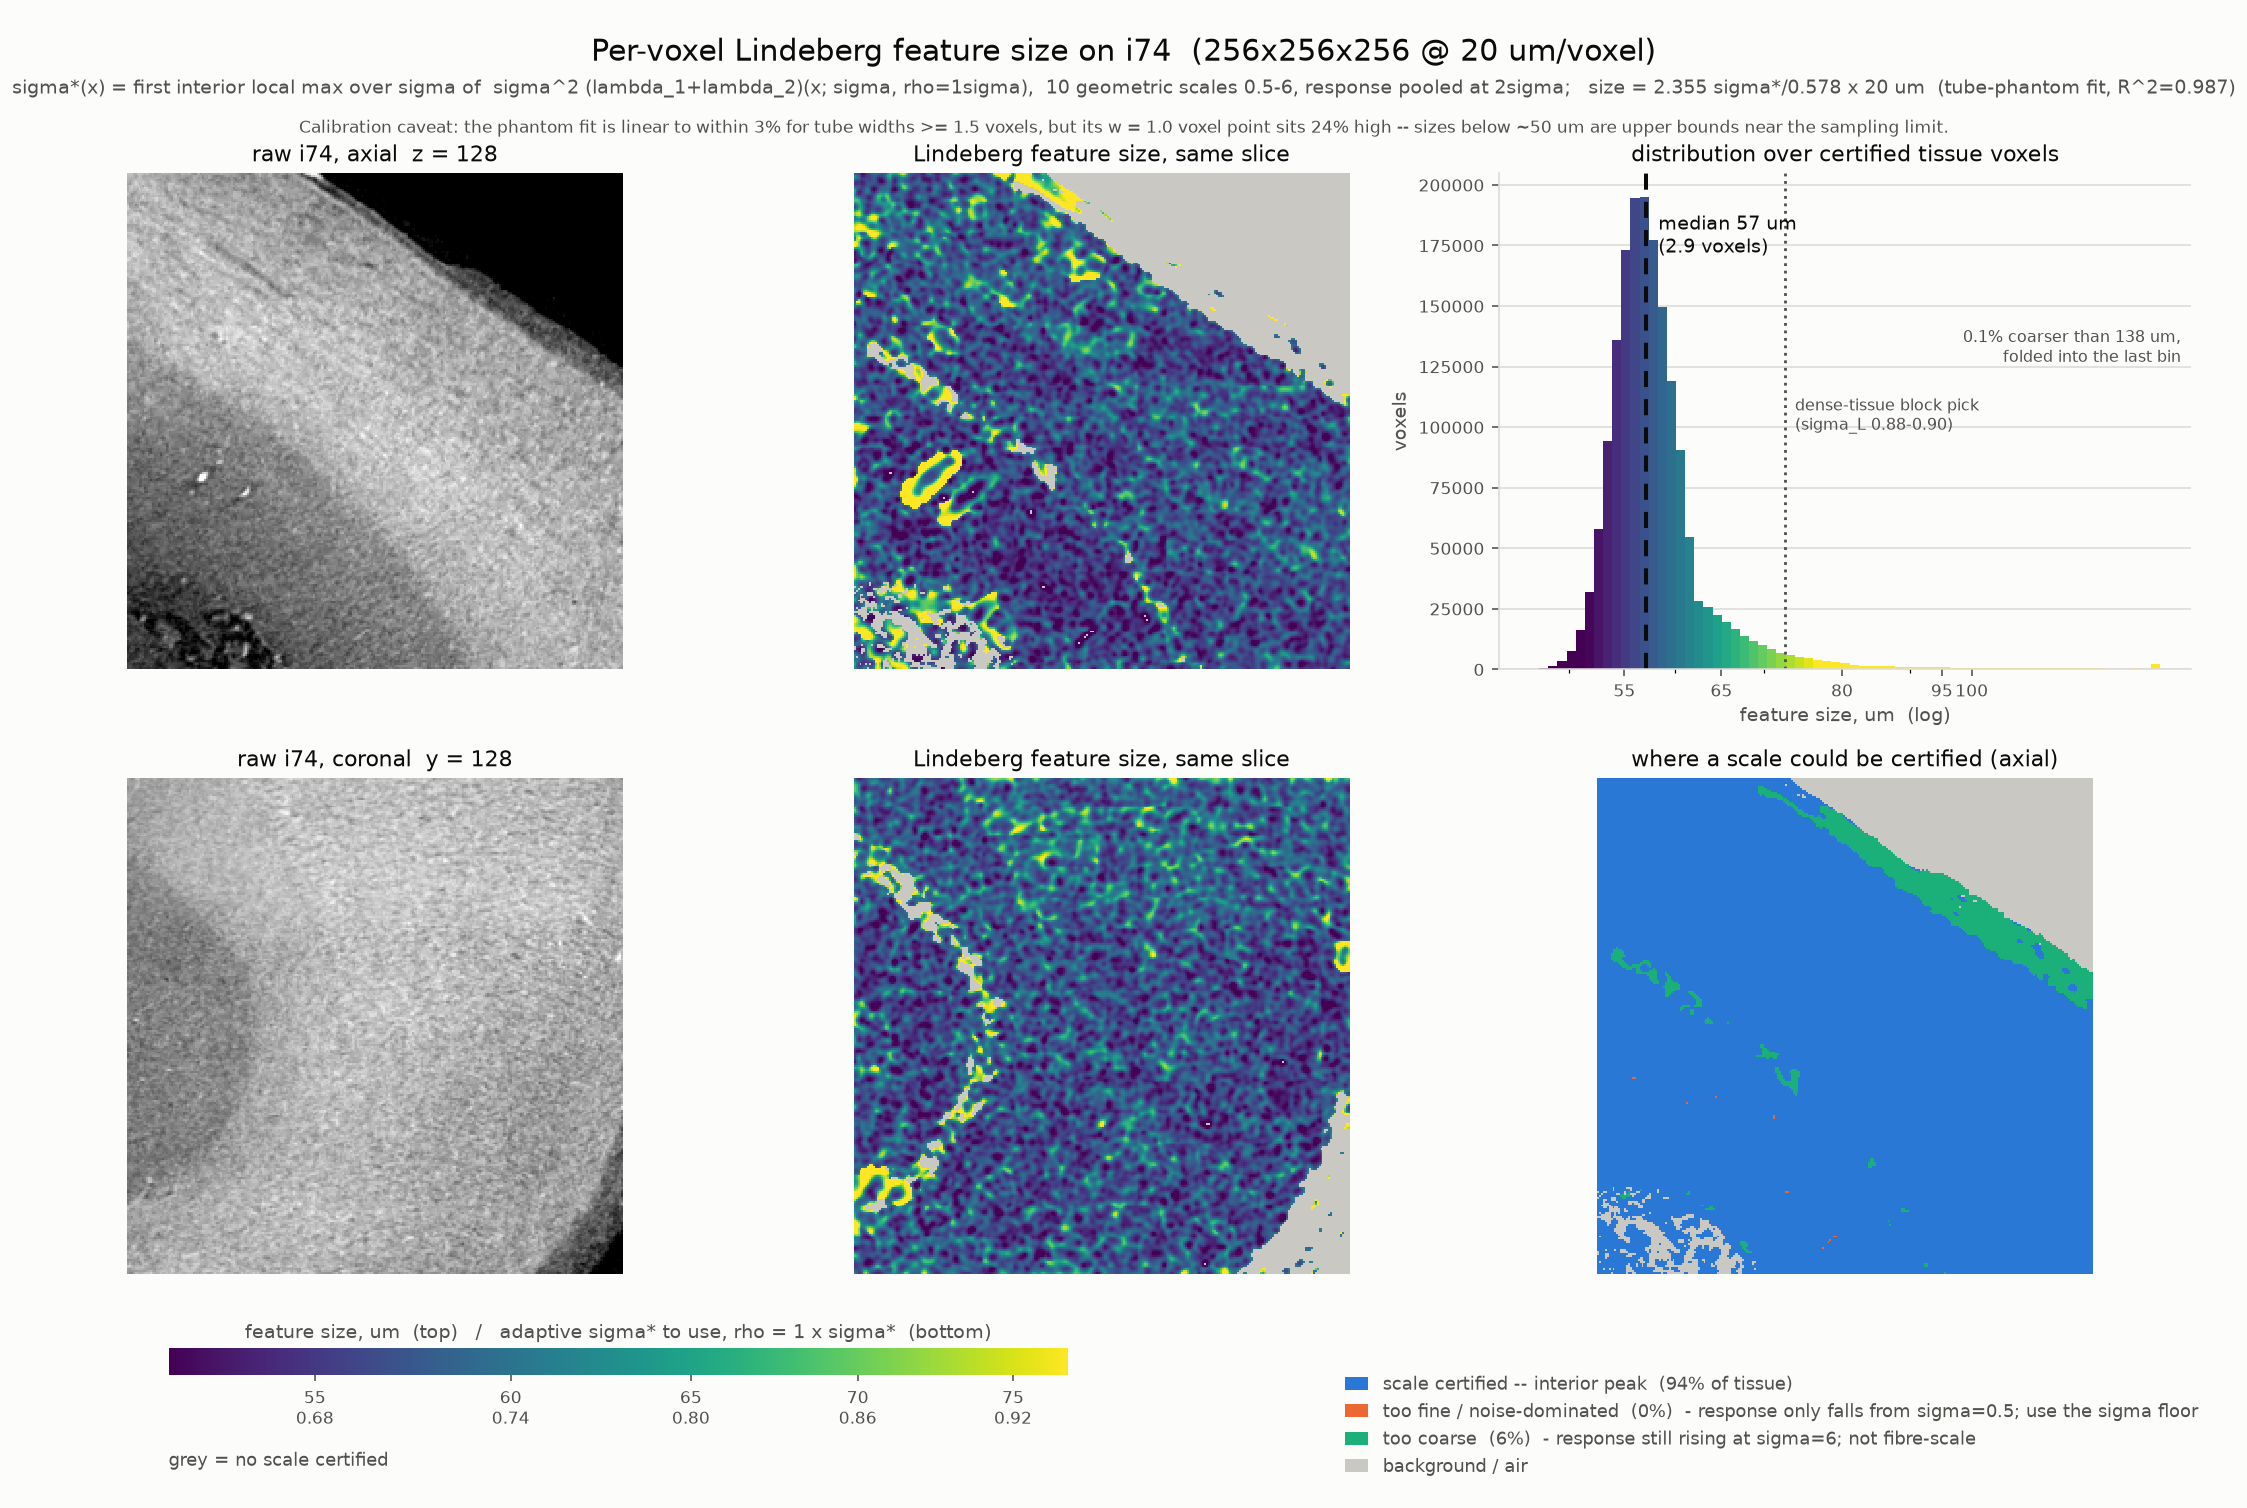 Per-voxel Lindeberg feature size on i74  (256x256x256 @ 20 um/voxel)
sigma*(x) = first interior local max over sigma of  sigma^2 (lambda_1+lambda_2)(x; sigma, rho=1sigma),  10 geometric scales 0.5-6, response pooled at 2sigma;   size = 2.355 sigma*/0.578 x 20 um  (tube-phantom fit, R^2=0.987)
Calibration caveat: the phantom fit is linear to within 3% for tube widths >= 1.5 voxels, but its w = 1.0 voxel point sits 24% high -- sizes below ~50 um are upper bounds near the sampling limit.
raw i74, axial  z = 128
Lindeberg feature size, same slice
distribution over certified tissue voxels
200000
175000
150000
125000
100000
75000
50000
25000
0
voxels
median 57 um
(2.9 voxels)
0.1% coarser than 138 um,
folded into the last bin
dense-tissue block pick
(sigma_L 0.88-0.90)
55
65
80
95
100
feature size, um  (log)
raw i74, coronal  y = 128
Lindeberg feature size, same slice
where a scale could be certified (axial)
feature size, um  (top)   /   adaptive sigma* to use, rho = 1 x sigma*  (bottom)
55
60
65
70
75
0.68
0.74
0.80
0.86
0.92
grey = no scale certified
scale certified -- interior peak  (94% of tissue)
too fine / noise-dominated  (0%)  - response only falls from sigma=0.5; use the sigma floor
too coarse  (6%)  - response still rising at sigma=6; not fibre-scale
background / air